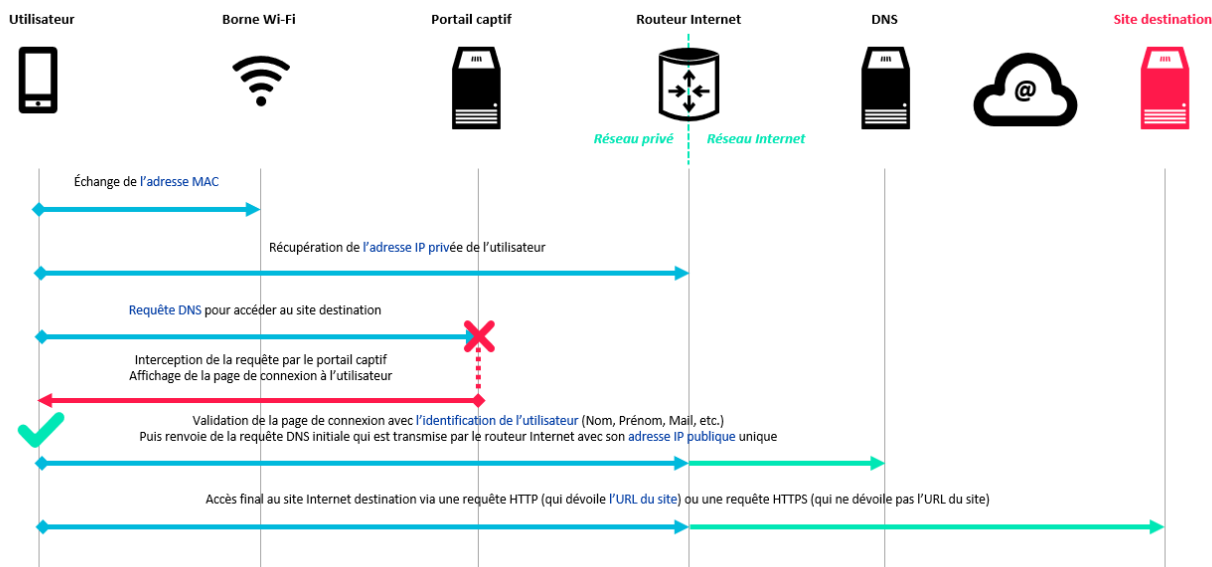 Utilisateur
Borne Wi-Fi
Portail captif
Routeur Internet
DNS
Site destination
@
Réseau privé
Réseau Internet
Échange de l'adresse MAC
Récupération de l'adresse IP privée de l'utilisateur
Requête DNS pour accéder au site destination
Interception de la requête par le portail captif
Affichage de la page de connexion à l'utilisateur
Validation de la page de connexion avec l'identification de l'utilisateur (Nom, Prénom, Mail, etc.)
Puis renvoie de la requête DNS initiale qui est transmise par le routeur Internet avec son adresse IP publique unique
Accès final au site Internet destination via une requête HTTP (qui dévoile l'URL du site) ou une requête HTTPS (qui ne dévoile pas l'URL du site)